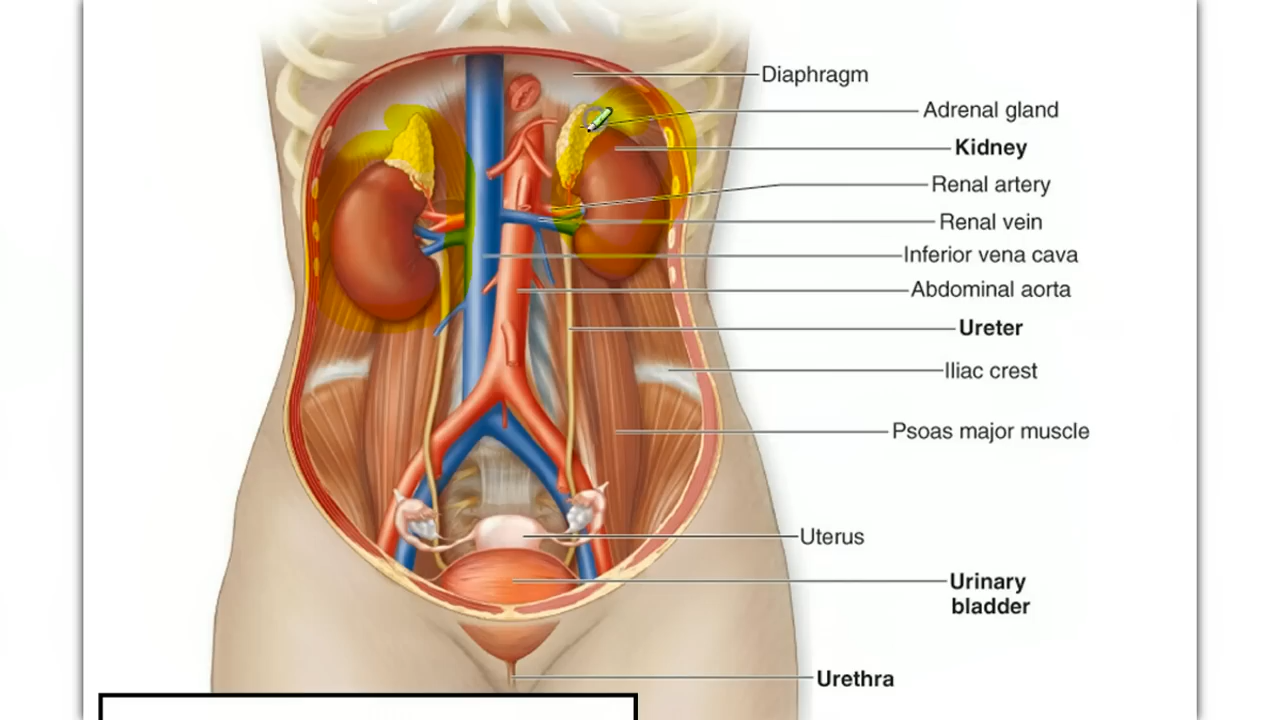 Diaphragm
Adrenal gland
Kidney
Renal artery
Renal vein
Inferior vena cava
Abdominal aorta
Ureter
Iliac crest
Psoas major muscle
Uterus
Urinary
bladder
Urethra